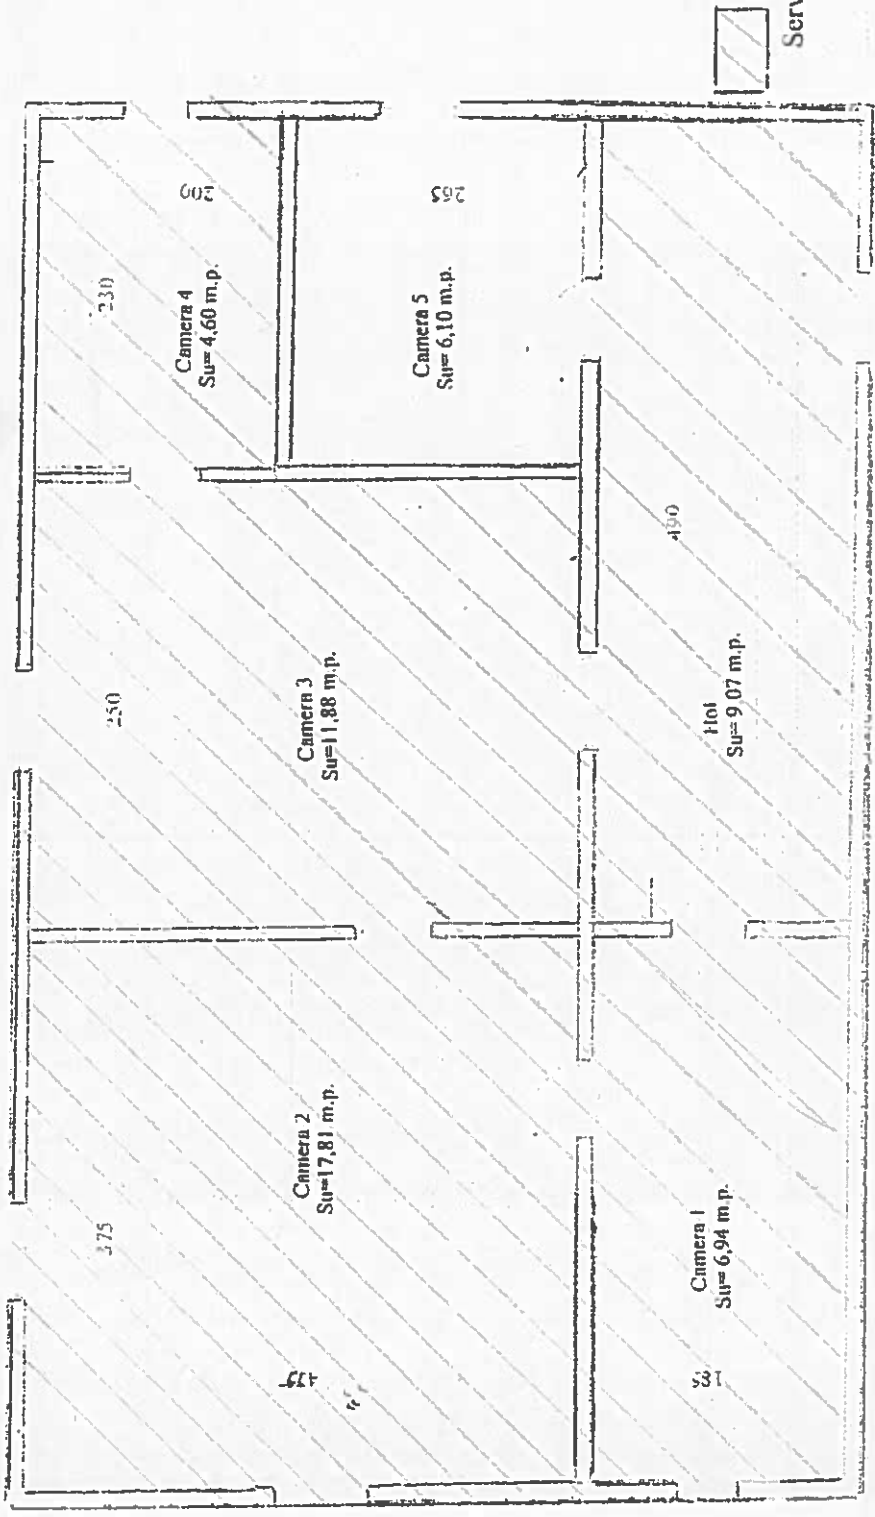 Serv
230
200
Camera 4
Su= 4,60 m.p.
265
Camera 5
Su= 6,10 m.p.
250
Camera 3
Su=11,88 m.p.
490
Hol
Su= 9,07 m.p.
375
Camera 2
Su=17,81 m.p.
Camera 1
Su= 6,94 m.p.
185